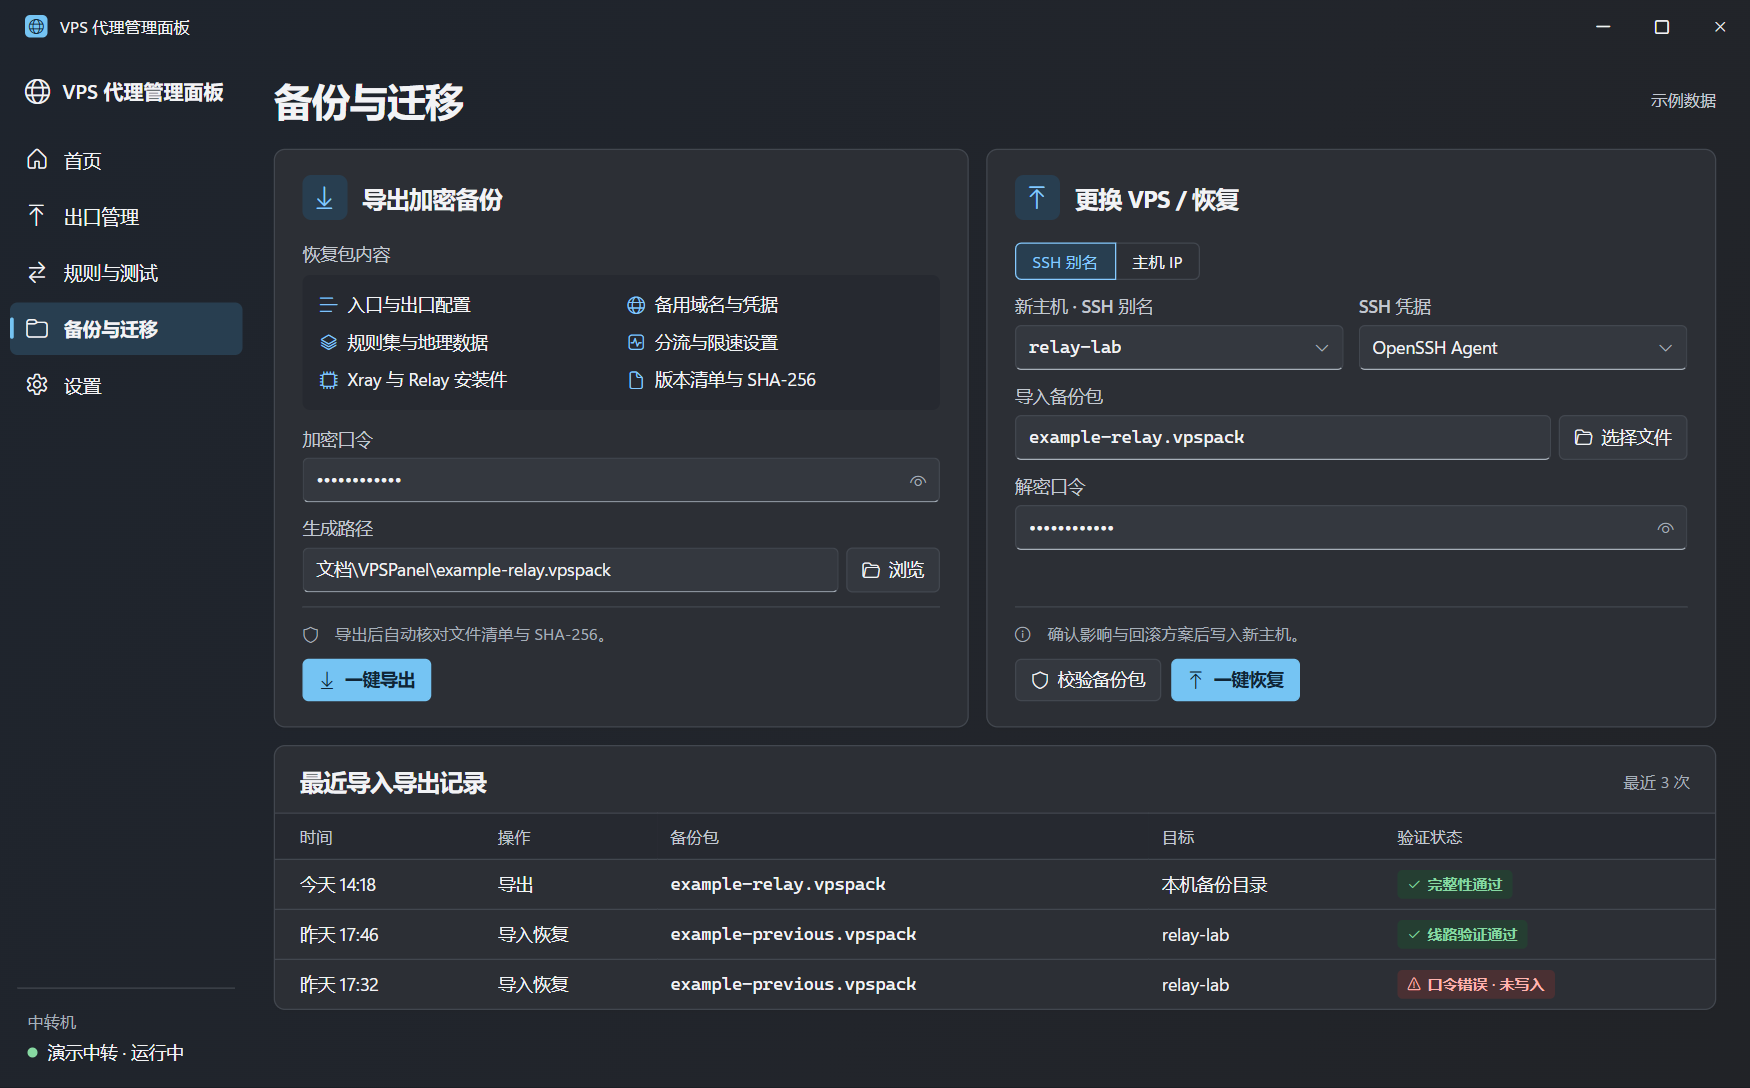 VPS 代理管理面板
VPS 代理管理面板
首页
出口管理
规则与测试
备份与迁移
设置
中转机
演示中转 · 运行中
备份与迁移
示例数据
导出加密备份
恢复包内容
入口与出口配置
备用域名与凭据
规则集与地理数据
分流与限速设置
Xray 与 Relay 安装件
版本清单与 SHA-256
加密口令
••••••••••••
生成路径
文档\VPSPanel\example-relay.vpspack
浏览
导出后自动核对文件清单与 SHA-256。
一键导出
更换 VPS / 恢复
SSH 别名
主机 IP
新主机 · SSH 别名
SSH 凭据
relay-lab
OpenSSH Agent
导入备份包
example-relay.vpspack
选择文件
解密口令
••••••••••••
确认影响与回滚方案后写入新主机。
校验备份包
一键恢复
最近导入导出记录
最近 3 次
时间 操作 备份包 目标 验证状态
今天 14:18 导出 example-relay.vpspack 本机备份目录 完整性通过
昨天 17:46 导入恢复 example-previous.vpspack relay-lab 线路验证通过
昨天 17:32 导入恢复 example-previous.vpspack relay-lab 口令错误 · 未写入